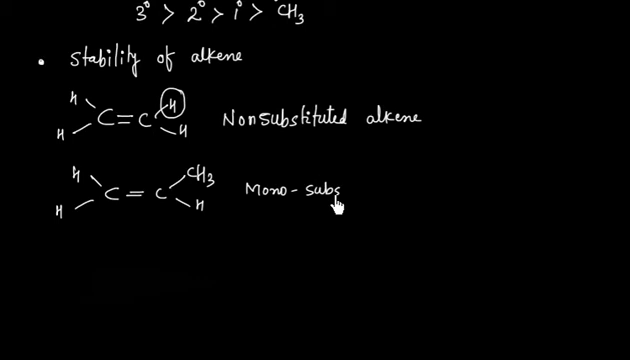 3° > 2° > 1° > CH3
• Stability of alkene
H H
C = C
H H
Nonsubstituted alkene
H CH3
C = C
H H
Mono - subs